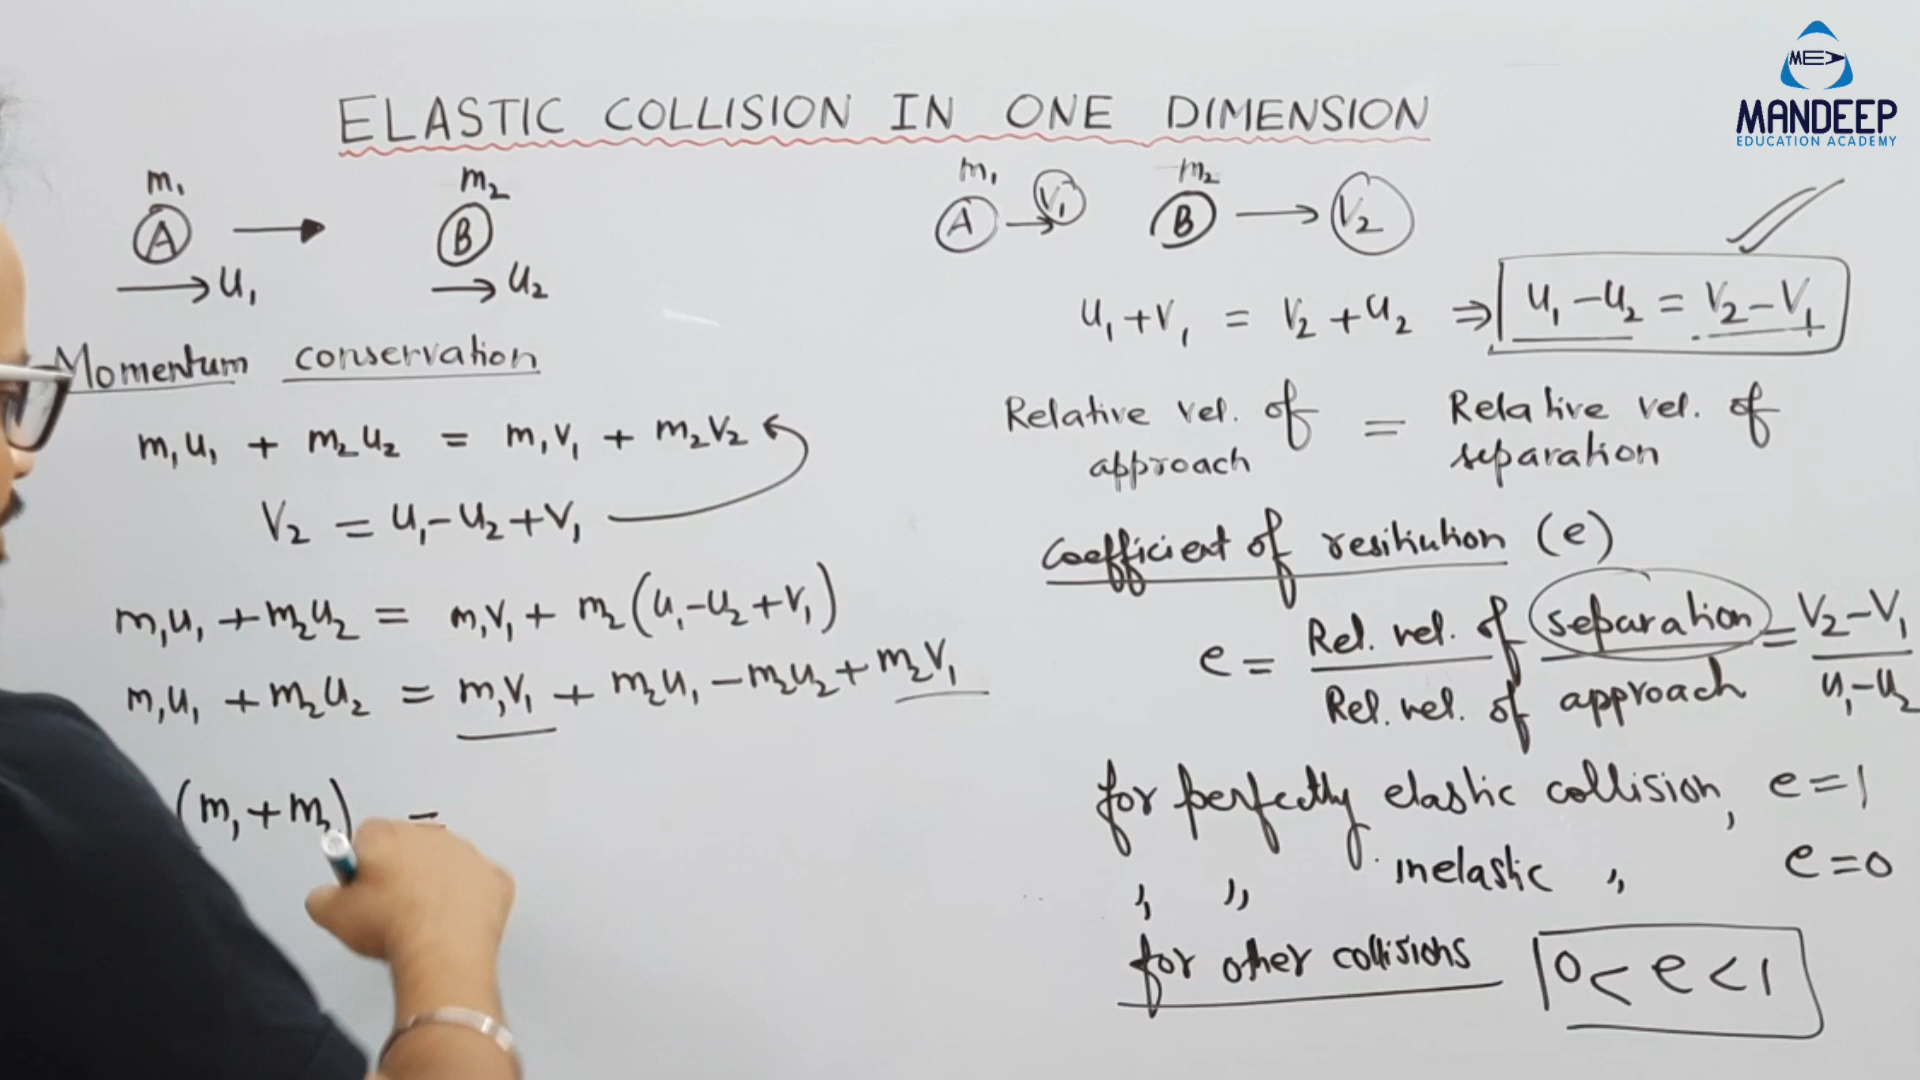 MEA
MANDEEP
EDUCATION ACADEMY
ELASTIC COLLISION IN ONE DIMENSION
m₁ m₂
A B
u₁ u₂
m₁ m₂
A V₁ B V₂
Momentum conservation
m₁u₁ + m₂u₂ = m₁v₁ + m₂v₂
V₂ = u₁-u₂+v₁
m₁u₁ + m₂u₂ = m₁v₁ + m₂(u₁-u₂+v₁)
m₁u₁ + m₂u₂ = m₁v₁ + m₂u₁ - m₂u₂ + m₂v₁
(m₁+m₂) =
u₁+v₁ = v₂+u₂ ⇒ u₁-u₂ = v₂-v₁
Relative vel. of approach = Relative vel. of separation
Coefficient of resitiution (e)
e = Rel. vel. of separation / Rel. vel. of approach = V₂-V₁ / u₁-u₂
for perfectly elastic collision, e=1
,, ,, inelastic ,, e=0
for other collisions 0<e<1